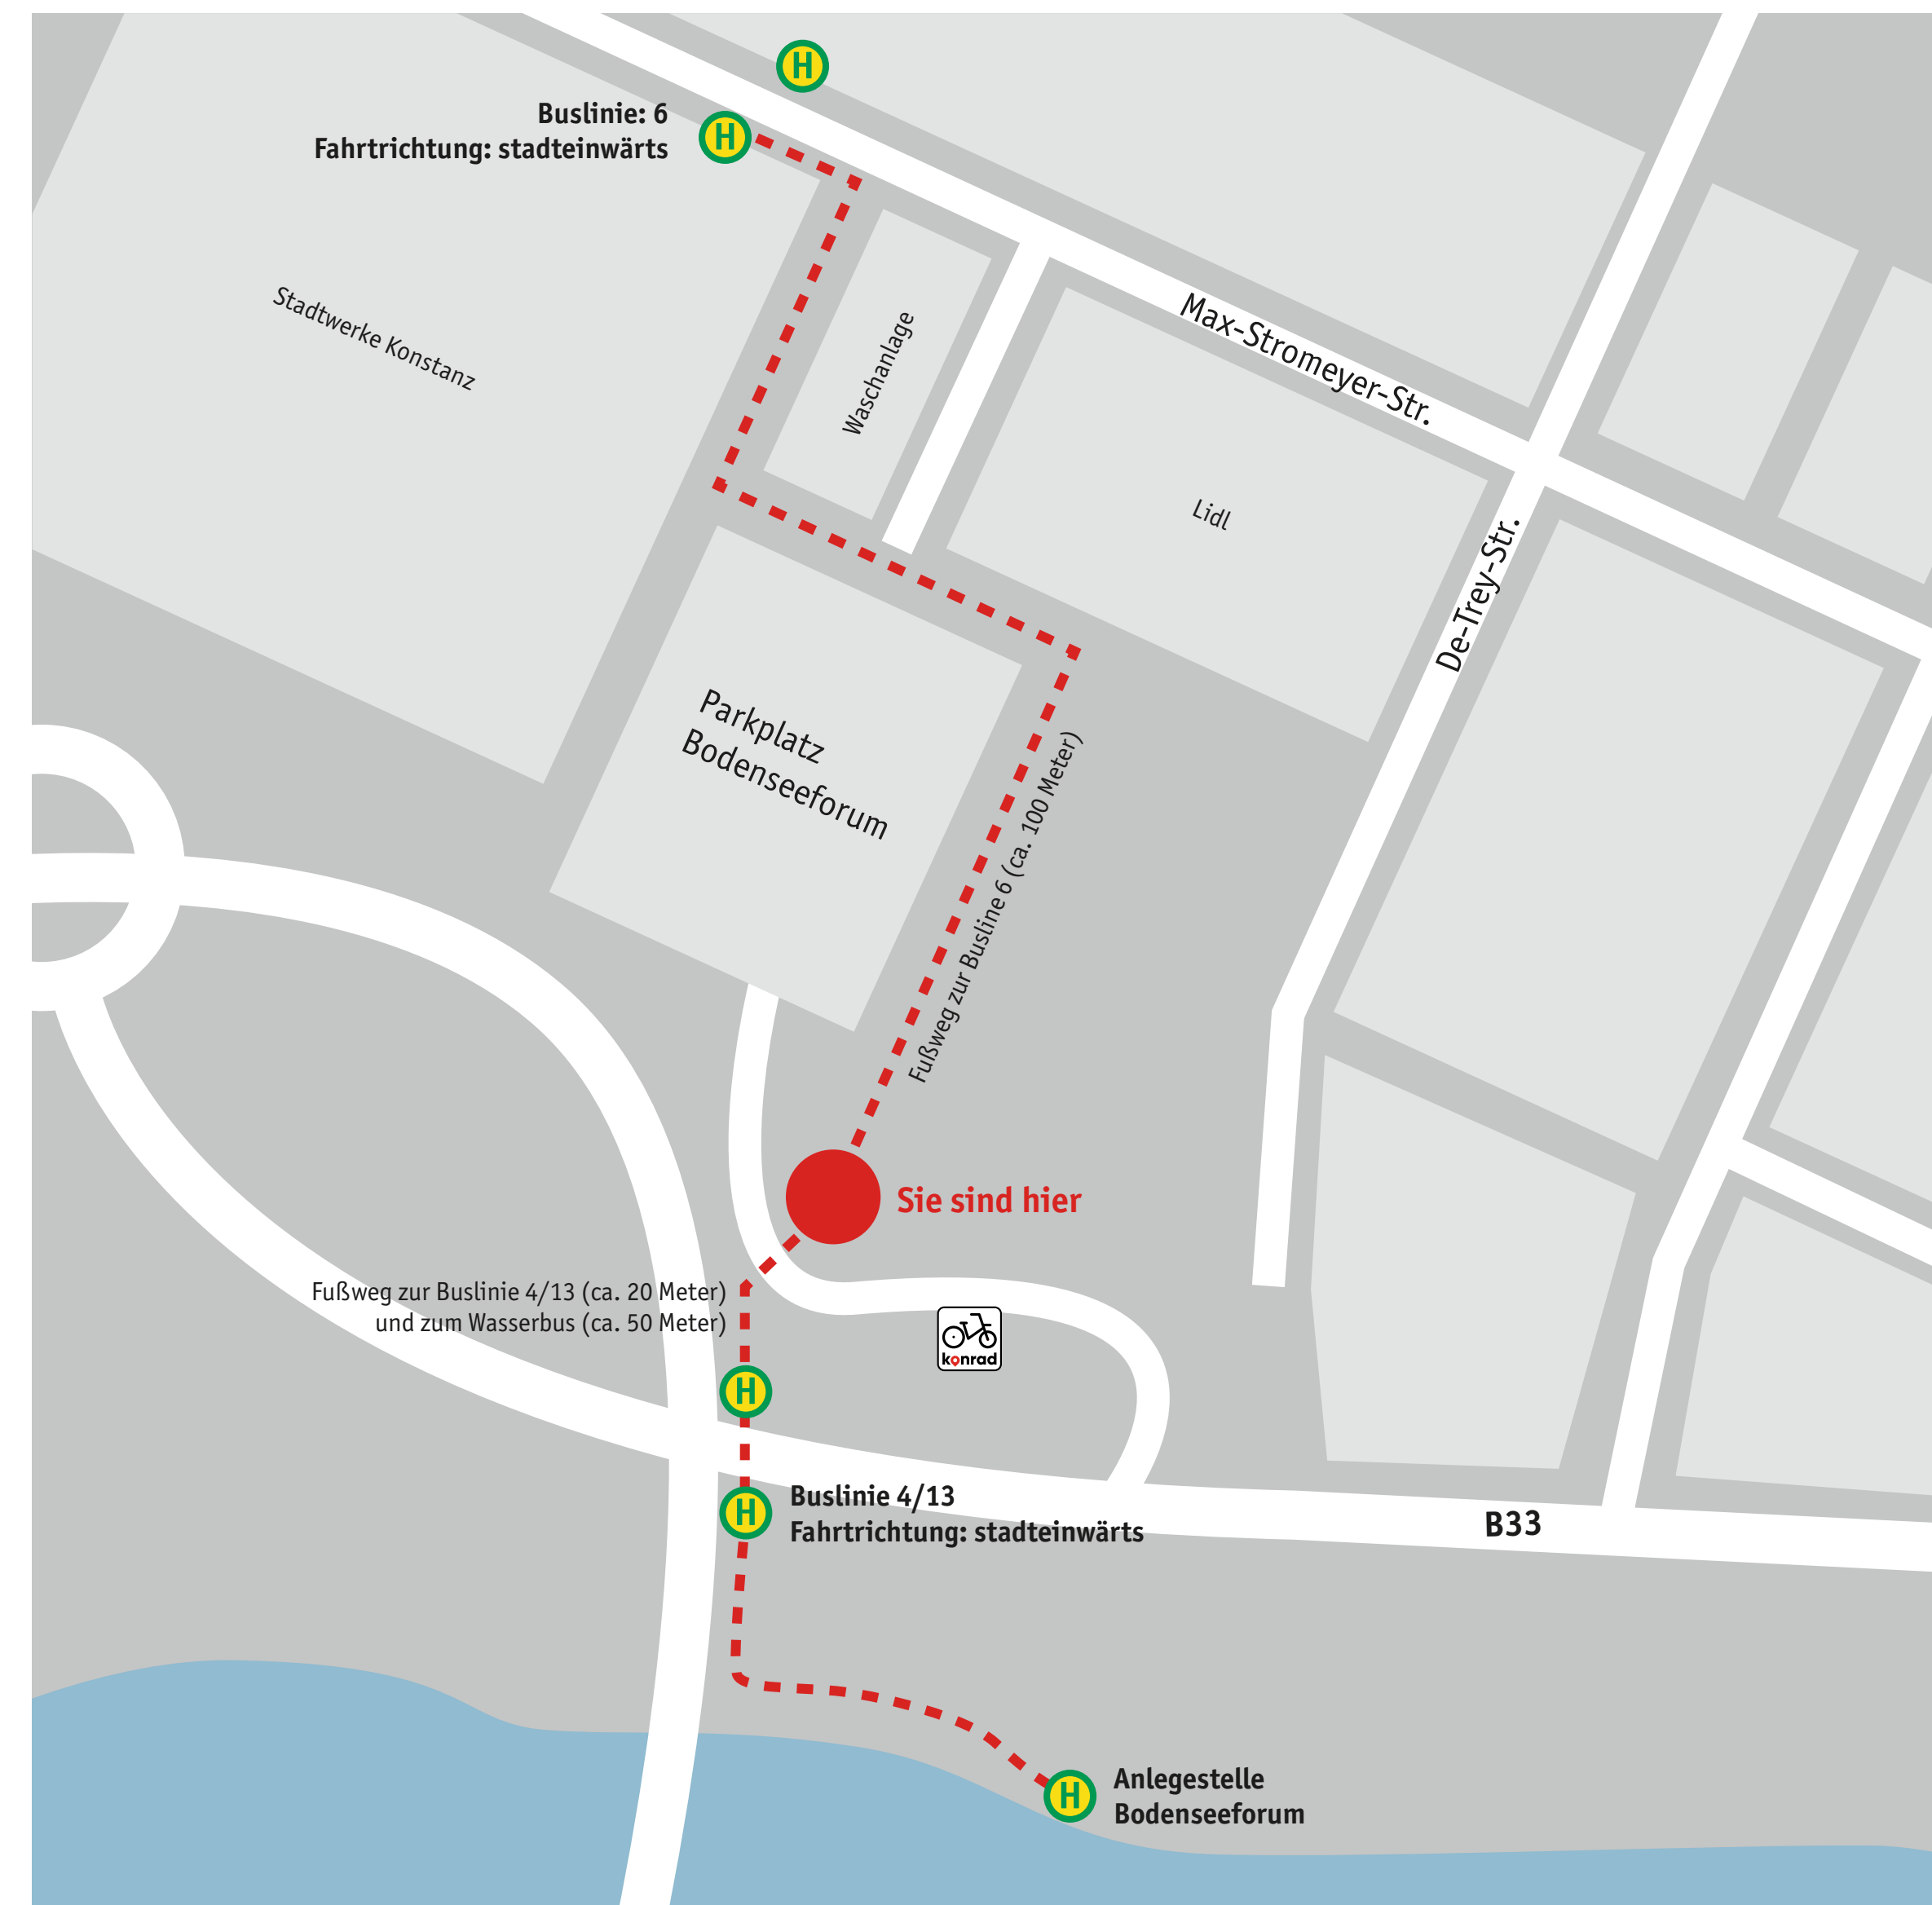 H
Buslinie: 6
Fahrtrichtung: stadteinwärts
H
Stadtwerke Konstanz
Waschanlage
Max-Stromeyer-Str.
Lidl
De-Trey-Str.
Parkplatz
Bodenseeforum
Fußweg zur Busline 6 (ca. 100 Meter)
Sie sind hier
Fußweg zur Buslinie 4/13 (ca. 20 Meter)
und zum Wasserbus (ca. 50 Meter)
konrad
H
H
Buslinie 4/13
Fahrtrichtung: stadteinwärts
B33
H
Anlegestelle
Bodenseeforum